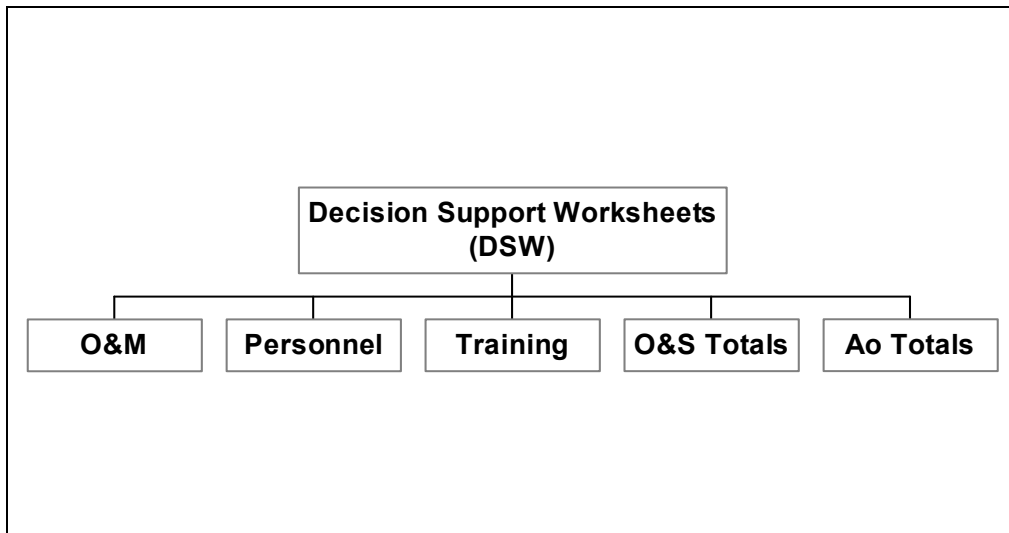 Decision Support Worksheets
(DSW)
O&M
Personnel
Training
O&S Totals
Ao Totals